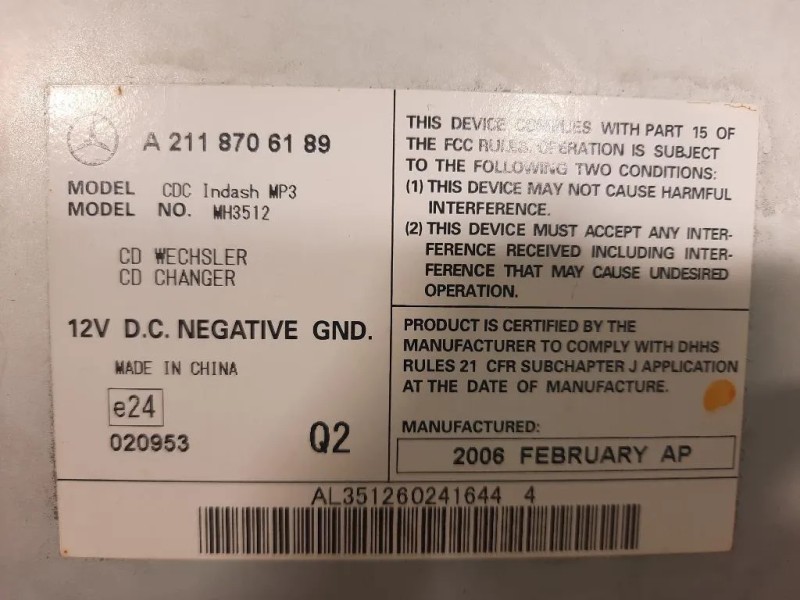 A 211 870 61 89
MODEL CDC Indash MP3
MODEL NO. MH3512
CD WECHSLER
CD CHANGER
12V D.C. NEGATIVE GND.
MADE IN CHINA
e24
020953
Q2
THIS DEVICE COMPLIES WITH PART 15 OF
THE FCC RULES. OPERATION IS SUBJECT
TO THE FOLLOWING TWO CONDITIONS:
(1) THIS DEVICE MAY NOT CAUSE HARMFUL
INTERFERENCE.
(2) THIS DEVICE MUST ACCEPT ANY INTER-
FERENCE RECEIVED INCLUDING INTER-
FERENCE THAT MAY CAUSE UNDESIRED
OPERATION.
PRODUCT IS CERTIFIED BY THE
MANUFACTURER TO COMPLY WITH DHHS
RULES 21 CFR SUBCHAPTER J APPLICATION
AT THE DATE OF MANUFACTURE.
MANUFACTURED:
2006 FEBRUARY AP
AL351260241644 4